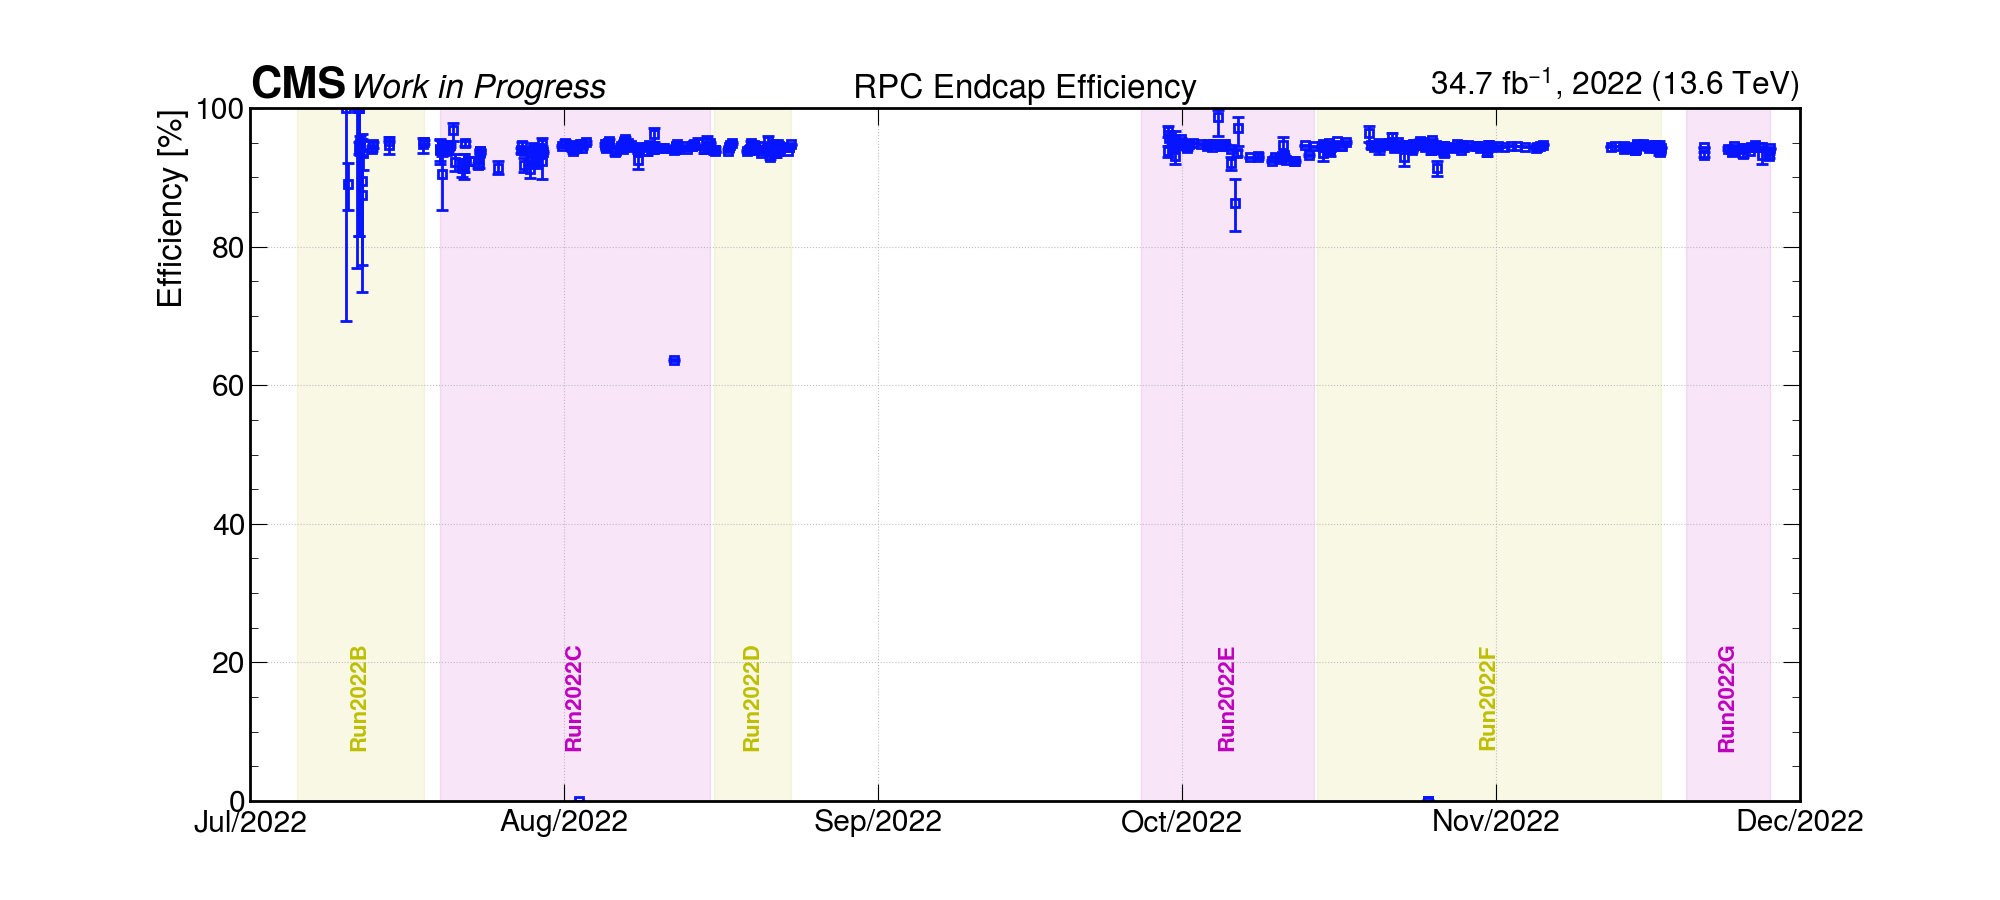 CMS Work in Progress RPC Endcap Efficiency 34.7 fb⁻¹, 2022 (13.6 TeV)
Efficiency [%]
100
80
60
40
20
0
Run2022B
Run2022C
Run2022D
Run2022E
Run2022F
Run2022G
Jul/2022 Aug/2022 Sep/2022 Oct/2022 Nov/2022 Dec/2022